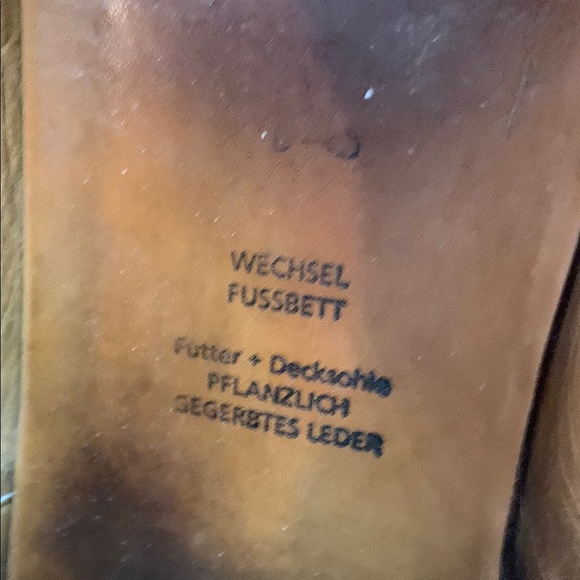 WECHSEL
FUSSBETT
Futter + Decksohle
PFLANZLICH
GEGERBTES LEDER